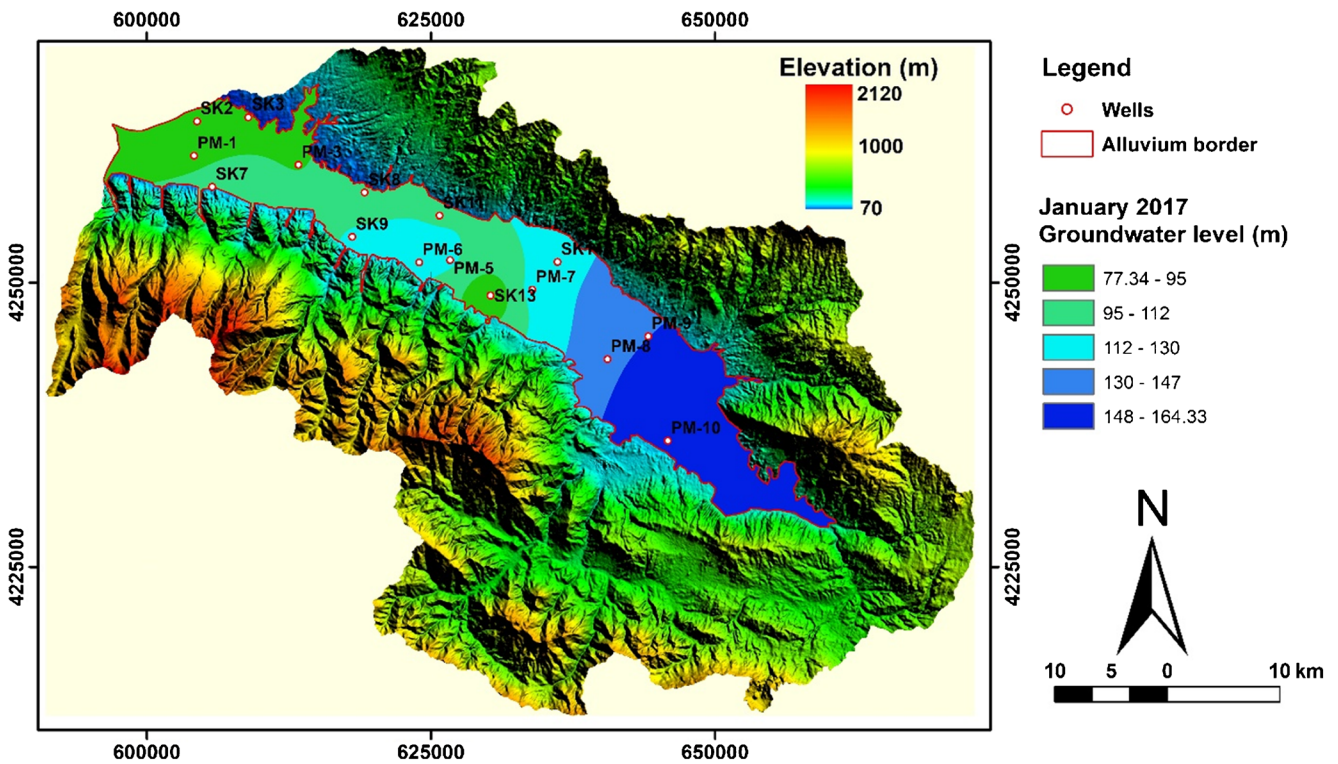 600000 625000 650000
Elevation (m)
2120
1000
70
SK2
SK3
PM-1
PM-3
SK7
SK8
SK11
SK9
PM-6
PM-5
SK1
PM-7
SK13
PM-9
PM-8
PM-10
4250000
4225000
4250000
4225000
600000 625000 650000
Legend
Wells
Alluvium border
January 2017
Groundwater level (m)
77.34 - 95
95 - 112
112 - 130
130 - 147
148 - 164.33
N
10 5 0 10 km